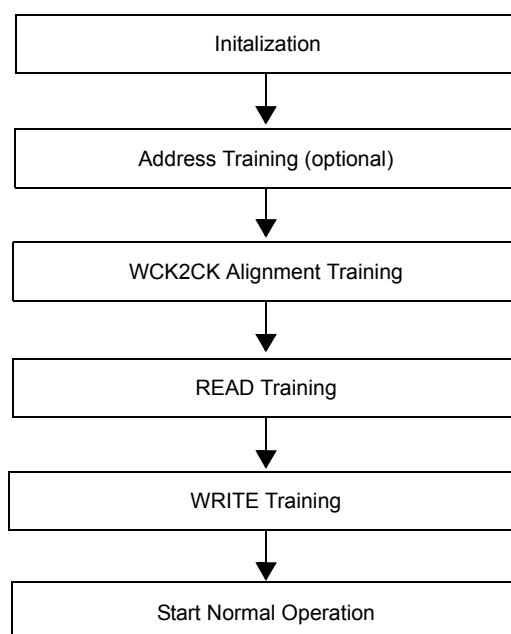 Initalization
Address Training (optional)
WCK2CK Alignment Training
READ Training
WRITE Training
Start Normal Operation